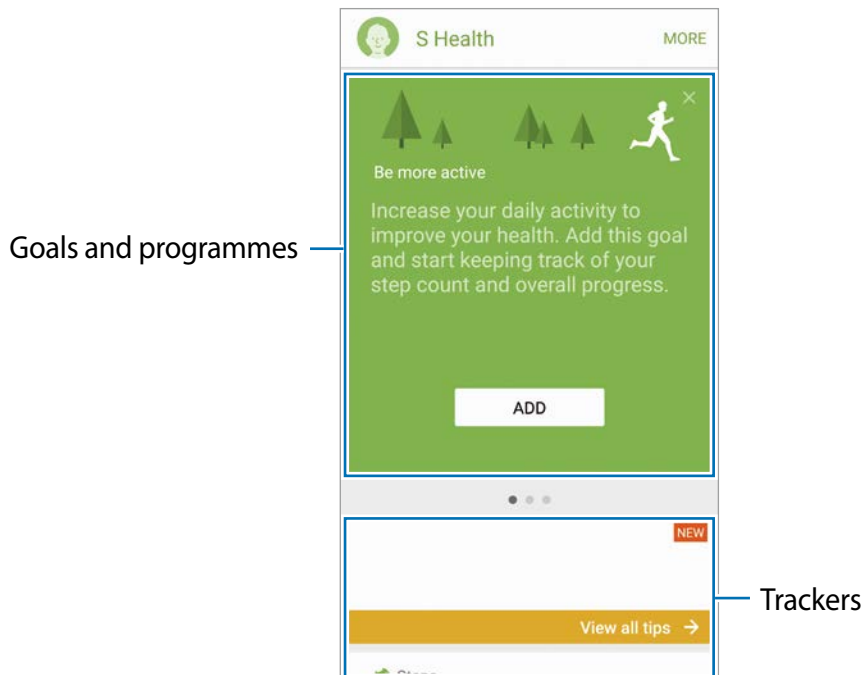 S Health
MORE
Be more active
Increase your daily activity to
improve your health. Add this goal
and start keeping track of your
step count and overall progress.
Goals and programmes
ADD
NEW
Trackers
View all tips